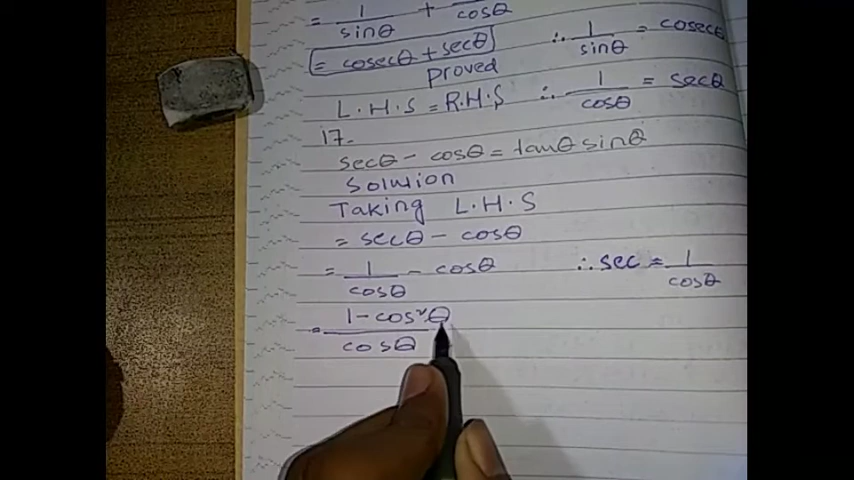 = 1/sinθ + /cosθ
= cosecθ + secθ ∴ 1/sinθ = cosecθ
proved
L.H.S = R.H.S ∴ 1/cosθ = secθ
17.
secθ - cosθ = tanθ sinθ
Solution
Taking L.H.S
= secθ - cosθ
= 1/cosθ - cosθ ∴ sec = 1/cosθ
= 1 - cos²θ/cosθ